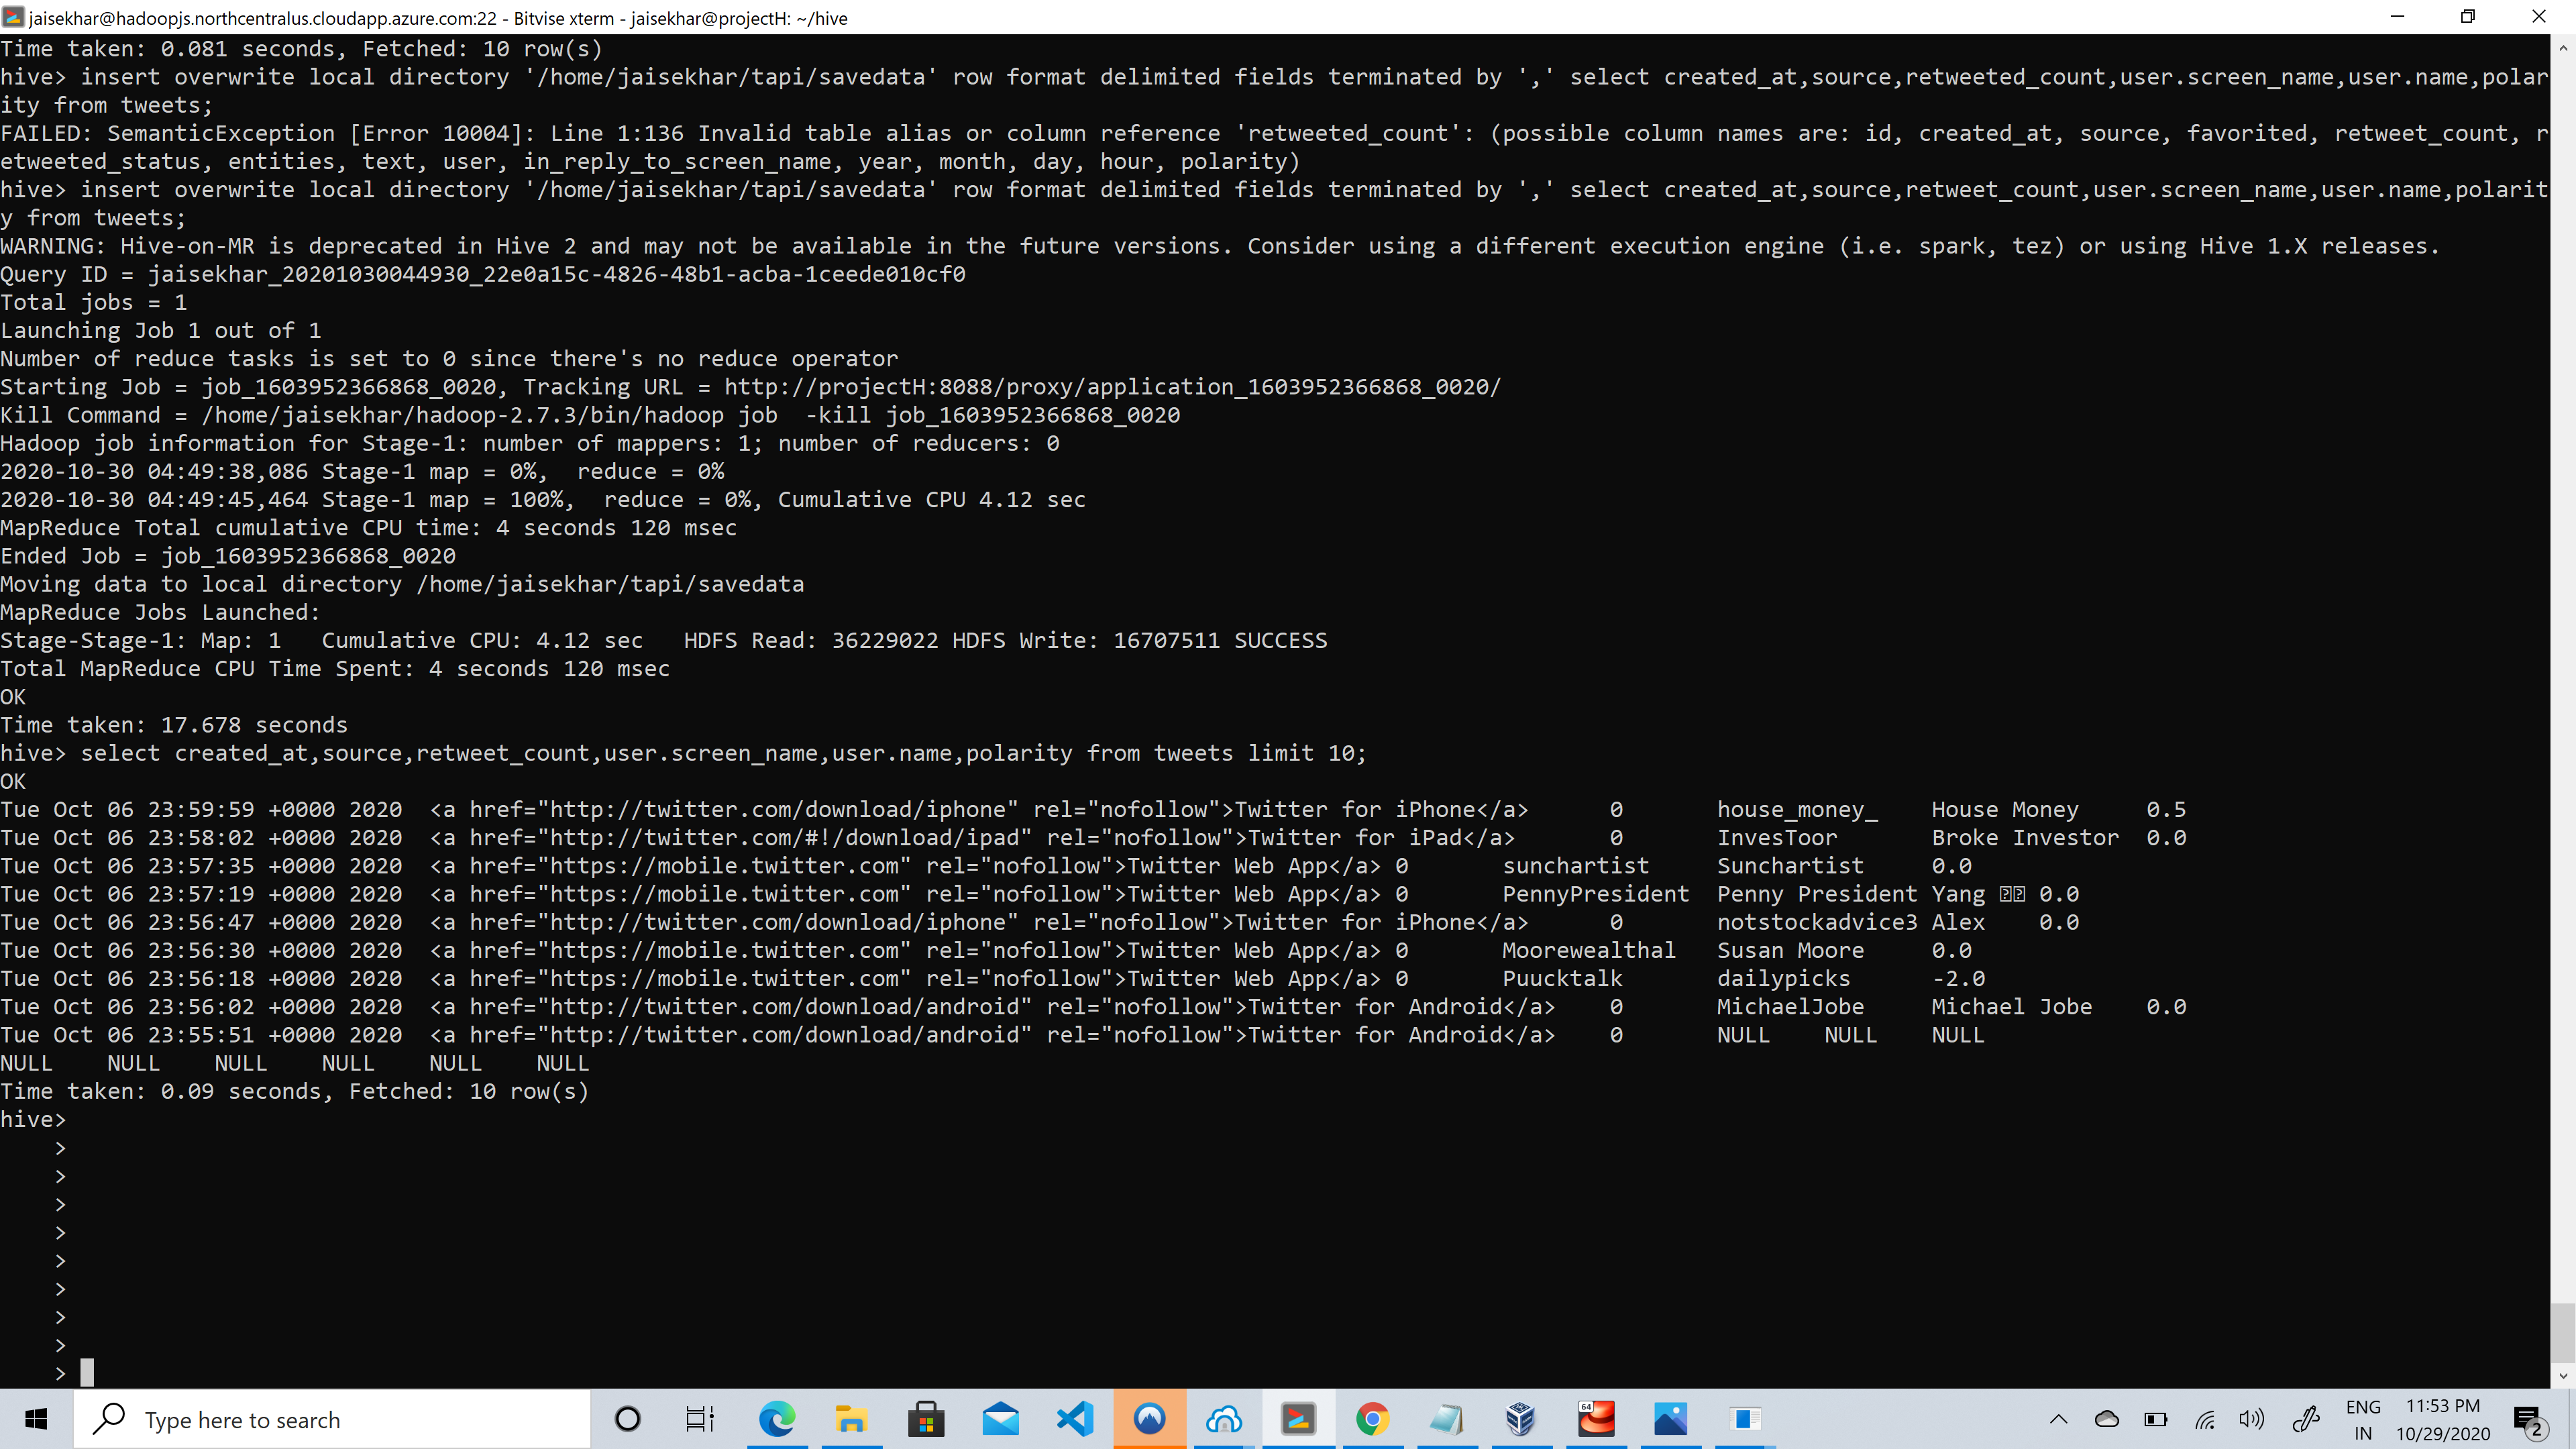 jaisekhar@hadoopjs.northcentralus.cloudapp.azure.com:22 - Bitvise xterm - jaisekhar@projectH: ~/hive
Time taken: 0.081 seconds, Fetched: 10 row(s)
hive> insert overwrite local directory '/home/jaisekhar/tapi/savedata' row format delimited fields terminated by ',' select created_at,source,retweeted_count,user.screen_name,user.name,polar
ity from tweets;
FAILED: SemanticException [Error 10004]: Line 1:136 Invalid table alias or column reference 'retweeted_count': (possible column names are: id, created_at, source, favorited, retweet_count, r
etweeted_status, entities, text, user, in_reply_to_screen_name, year, month, day, hour, polarity)
hive> insert overwrite local directory '/home/jaisekhar/tapi/savedata' row format delimited fields terminated by ',' select created_at,source,retweet_count,user.screen_name,user.name,polarit
y from tweets;
WARNING: Hive-on-MR is deprecated in Hive 2 and may not be available in the future versions. Consider using a different execution engine (i.e. spark, tez) or using Hive 1.X releases.
Query ID = jaisekhar_20201030044930_22e0a15c-4826-48b1-acba-1ceede010cf0
Total jobs = 1
Launching Job 1 out of 1
Number of reduce tasks is set to 0 since there's no reduce operator
Starting Job = job_1603952366868_0020, Tracking URL = http://projectH:8088/proxy/application_1603952366868_0020/
Kill Command = /home/jaisekhar/hadoop-2.7.3/bin/hadoop job  -kill job_1603952366868_0020
Hadoop job information for Stage-1: number of mappers: 1; number of reducers: 0
2020-10-30 04:49:38,086 Stage-1 map = 0%,  reduce = 0%
2020-10-30 04:49:45,464 Stage-1 map = 100%,  reduce = 0%, Cumulative CPU 4.12 sec
MapReduce Total cumulative CPU time: 4 seconds 120 msec
Ended Job = job_1603952366868_0020
Moving data to local directory /home/jaisekhar/tapi/savedata
MapReduce Jobs Launched:
Stage-Stage-1: Map: 1   Cumulative CPU: 4.12 sec   HDFS Read: 36229022 HDFS Write: 16707511 SUCCESS
Total MapReduce CPU Time Spent: 4 seconds 120 msec
OK
Time taken: 17.678 seconds
hive> select created_at,source,retweet_count,user.screen_name,user.name,polarity from tweets limit 10;
OK
Tue Oct 06 23:59:59 +0000 2020  <a href="http://twitter.com/download/iphone" rel="nofollow">Twitter for iPhone</a>      0       house_money_    House Money     0.5
Tue Oct 06 23:58:02 +0000 2020  <a href="http://twitter.com/#!/download/ipad" rel="nofollow">Twitter for iPad</a>       0       InvesToor       Broke Investor  0.0
Tue Oct 06 23:57:35 +0000 2020  <a href="https://mobile.twitter.com" rel="nofollow">Twitter Web App</a> 0       sunchartist     Sunchartist     0.0
Tue Oct 06 23:57:19 +0000 2020  <a href="https://mobile.twitter.com" rel="nofollow">Twitter Web App</a> 0       PennyPresident  Penny President Yang 0.0
Tue Oct 06 23:56:47 +0000 2020  <a href="http://twitter.com/download/iphone" rel="nofollow">Twitter for iPhone</a>      0       notstockadvice3 Alex    0.0
Tue Oct 06 23:56:30 +0000 2020  <a href="https://mobile.twitter.com" rel="nofollow">Twitter Web App</a> 0       Moorewealthal   Susan Moore     0.0
Tue Oct 06 23:56:18 +0000 2020  <a href="https://mobile.twitter.com" rel="nofollow">Twitter Web App</a> 0       Puucktalk       dailypicks      -2.0
Tue Oct 06 23:56:02 +0000 2020  <a href="http://twitter.com/download/android" rel="nofollow">Twitter for Android</a>    0       MichaelJobe     Michael Jobe    0.0
Tue Oct 06 23:55:51 +0000 2020  <a href="http://twitter.com/download/android" rel="nofollow">Twitter for Android</a>    0       NULL    NULL    NULL
NULL    NULL    NULL    NULL    NULL    NULL
Time taken: 0.09 seconds, Fetched: 10 row(s)
hive>
>
>
>
>
>
>
>
>
>
Type here to search
64
ENG
IN
11:53 PM
10/29/2020
2